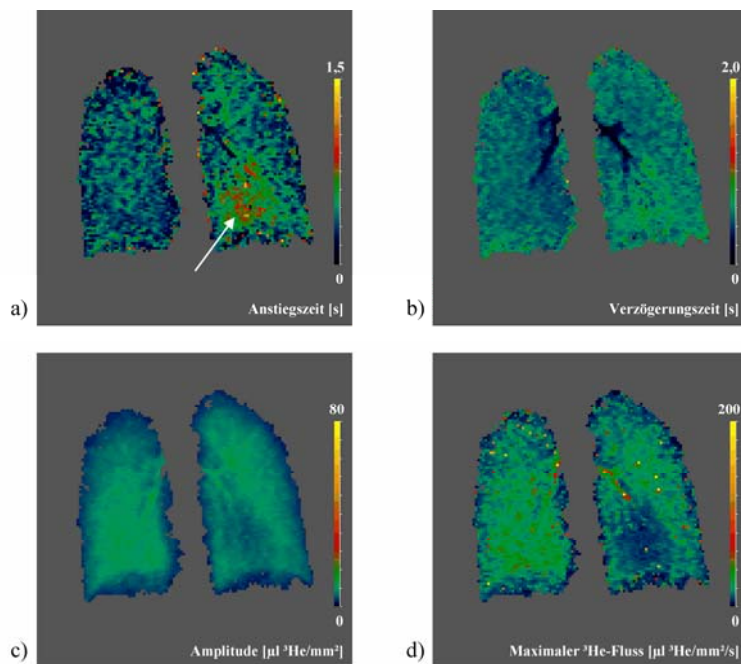 1,5
0
a)
Anstiegszeit [s]
2,0
0
b)
Verzögerungszeit [s]
80
0
c)
Amplitude [µl ³He/mm²]
200
0
d)
Maximaler ³He-Fluss [µl ³He/mm²/s]